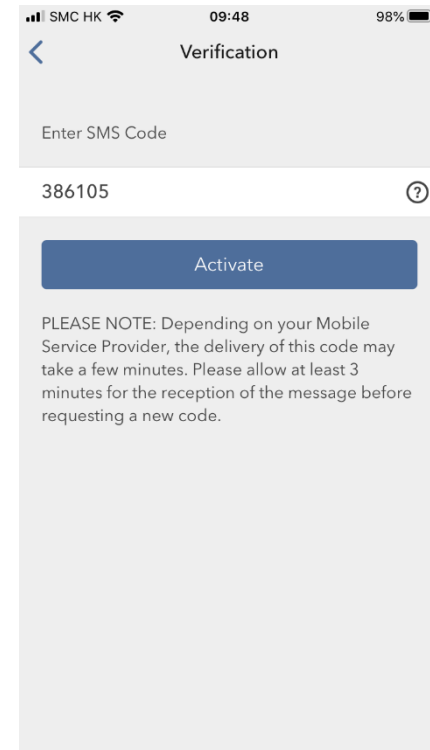 SMC HK 09:48 98%
Verification
Enter SMS Code
386105 ?
Activate
PLEASE NOTE: Depending on your Mobile
Service Provider, the delivery of this code may
take a few minutes. Please allow at least 3
minutes for the reception of the message before
requesting a new code.